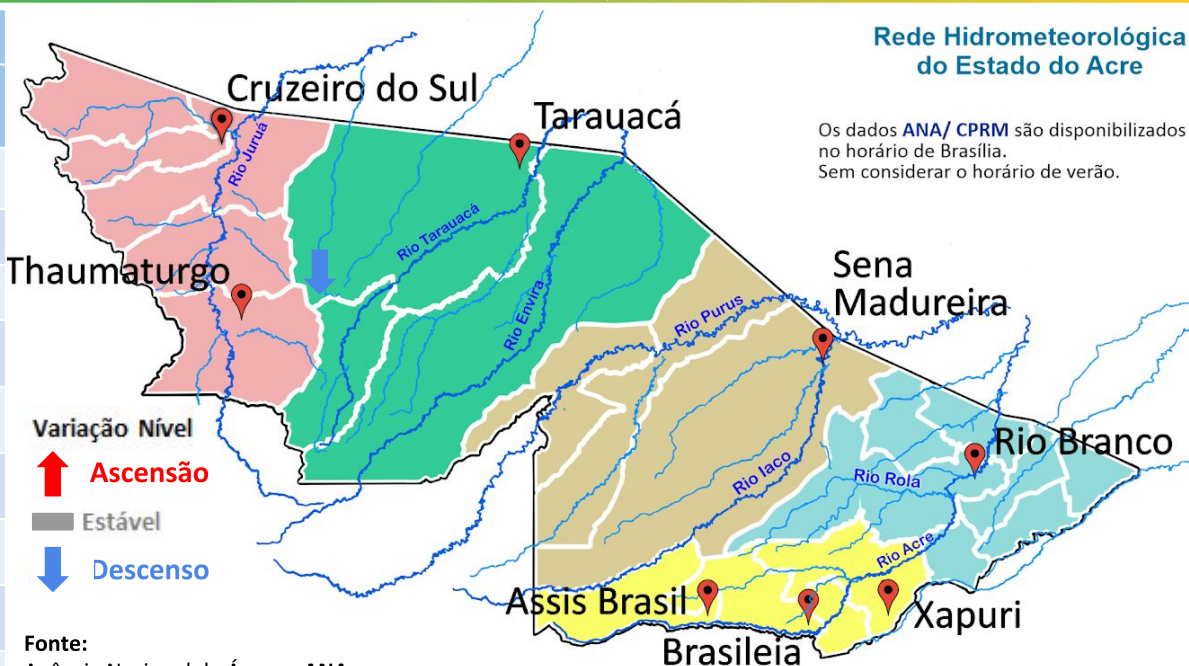 Rede Hidrometeorológica
do Estado do Acre
Os dados ANA/ CPRM são disponibilizados
no horário de Brasília.
Sem considerar o horário de verão.
Cruzeiro do Sul
Tarauacá
Rio Juruá
Rio Tarauacá
Thaumaturgo
Rio Envira
Sena
Madureira
Rio Purus
Variação Nível
Ascensão
Estável
Descenso
Rio Branco
Rio Iaco
Rio Rola
Rio Acre
Assis Brasil
Xapuri
Brasileia
Fonte: